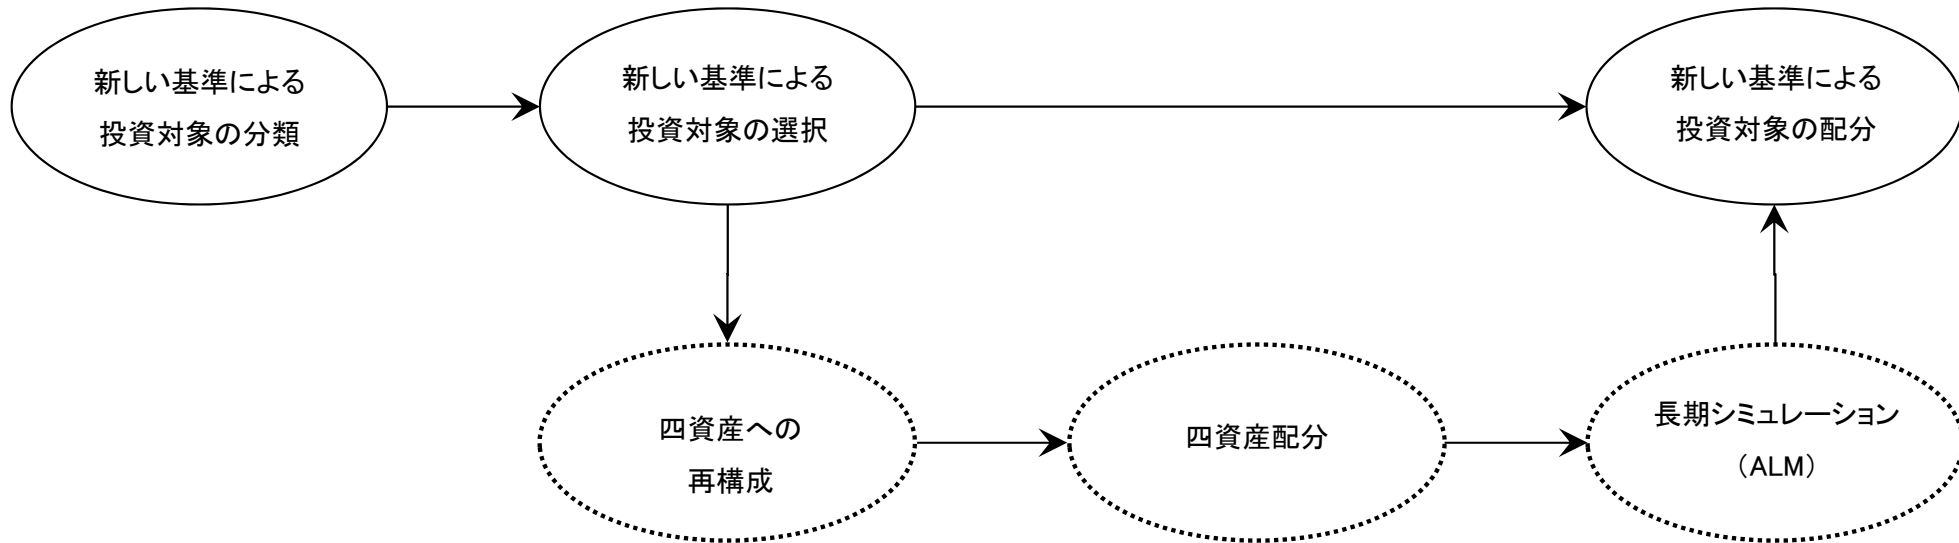 新しい基準による
投資対象の分類
新しい基準による
投資対象の選択
新しい基準による
投資対象の配分
四資産への
再構成
四資産配分
長期シミュレーション
（ALM）